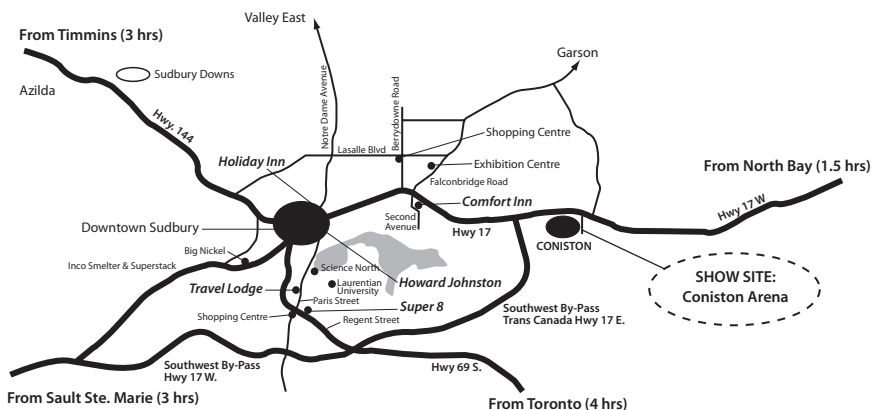 Valley East
From Timmins (3 hrs)
Garson
Sudbury Downs
Azilda
Notre Dame Avenue
Berrydowne Road
Hwy. 144
Shopping Centre
Lasalle Blvd
Holiday Inn
Exhibition Centre
From North Bay (1.5 hrs)
Falconbridge Road
Comfort Inn
Hwy 17 W
Second
Avenue
Downtown Sudbury
Hwy 17
CONISTON
Big Nickel
Inco Smelter & Superstack
Science North
SHOW SITE:
Coniston Arena
Travel Lodge
Laurentian
University
Howard Johnston
Paris Street
Super 8
Southwest By-Pass
Trans Canada Hwy 17 E.
Shopping Centre
Regent Street
Southwest By-Pass
Hwy 17 W.
Hwy 69 S.
From Sault Ste. Marie (3 hrs)
From Toronto (4 hrs)